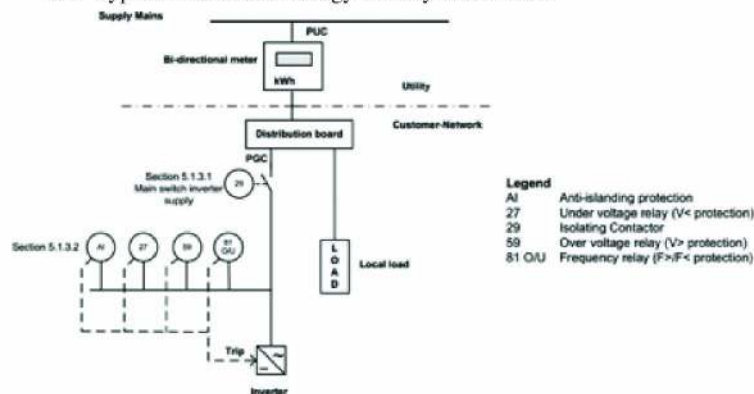 Supply Mains
PUC
Bi-directional meter
kWh
Utility
Customer-Network
Distribution board
PGC
Section 5.1.3.1
Main switch inverter
supply
29
Section 5.1.3.2
AI
27
59
81
O/U
LOAD
Local load
Trip
Inverter
Legend
AI Anti-islanding protection
27 Under voltage relay (V< protection)
29 Isolating Contactor
59 Over voltage relay (V> protection)
81 O/U Frequency relay (F>/F< protection)